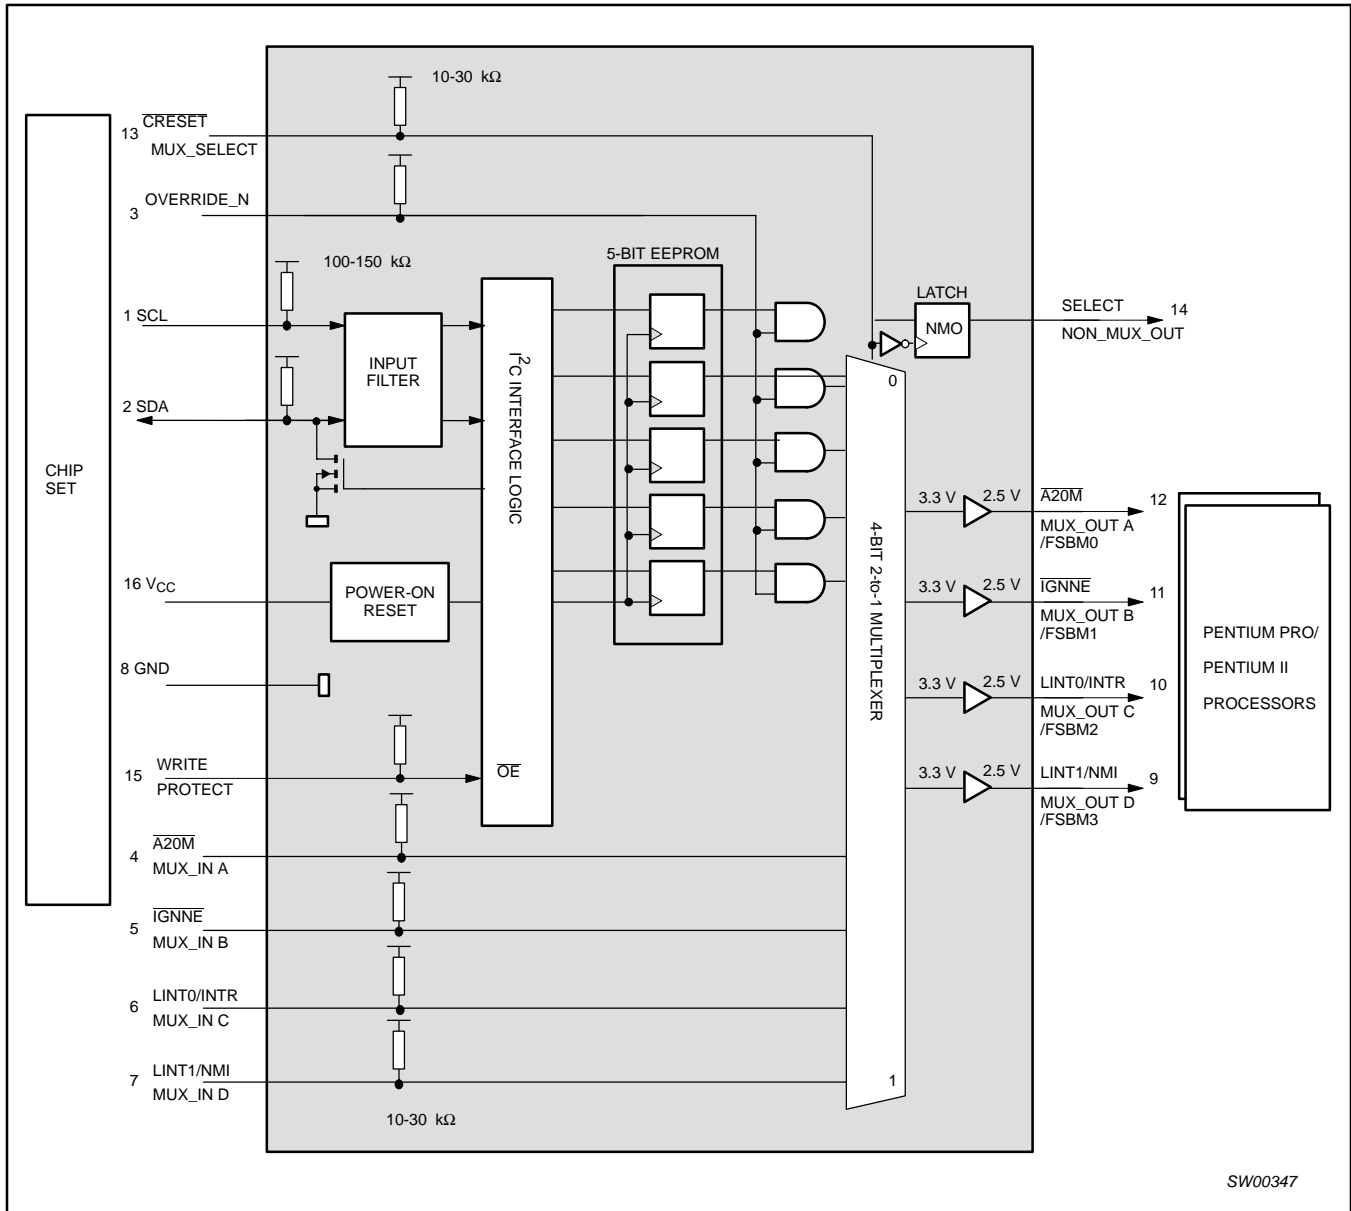 10-30 kΩ
13 CRESET
MUX_SELECT
OVERRIDE_N
3
100-150 kΩ
5-BIT EEPROM
LATCH
NMO
SELECT 14
NON_MUX_OUT
1 SCL
INPUT
FILTER
2 SDA
I2C INTERFACE LOGIC
OE
0
4-BIT 2-to-1 MULTIPLEXER
1
CHIP
SET
16 VCC
POWER-ON
RESET
8 GND
15 WRITE
PROTECT
4 A20M
MUX_IN A
5 IGNNE
MUX_IN B
6 LINT0/INTR
MUX_IN C
7 LINT1/NMI
MUX_IN D
10-30 kΩ
3.3 V 2.5 V A20M 12
MUX_OUT A
/FSBM0
3.3 V 2.5 V IGNNE 11
MUX_OUT B
/FSBM1
3.3 V 2.5 V LINT0/INTR 10
MUX_OUT C
/FSBM2
3.3 V 2.5 V LINT1/NMI 9
MUX_OUT D
/FSBM3
PENTIUM PRO/
PENTIUM II
PROCESSORS
SW00347